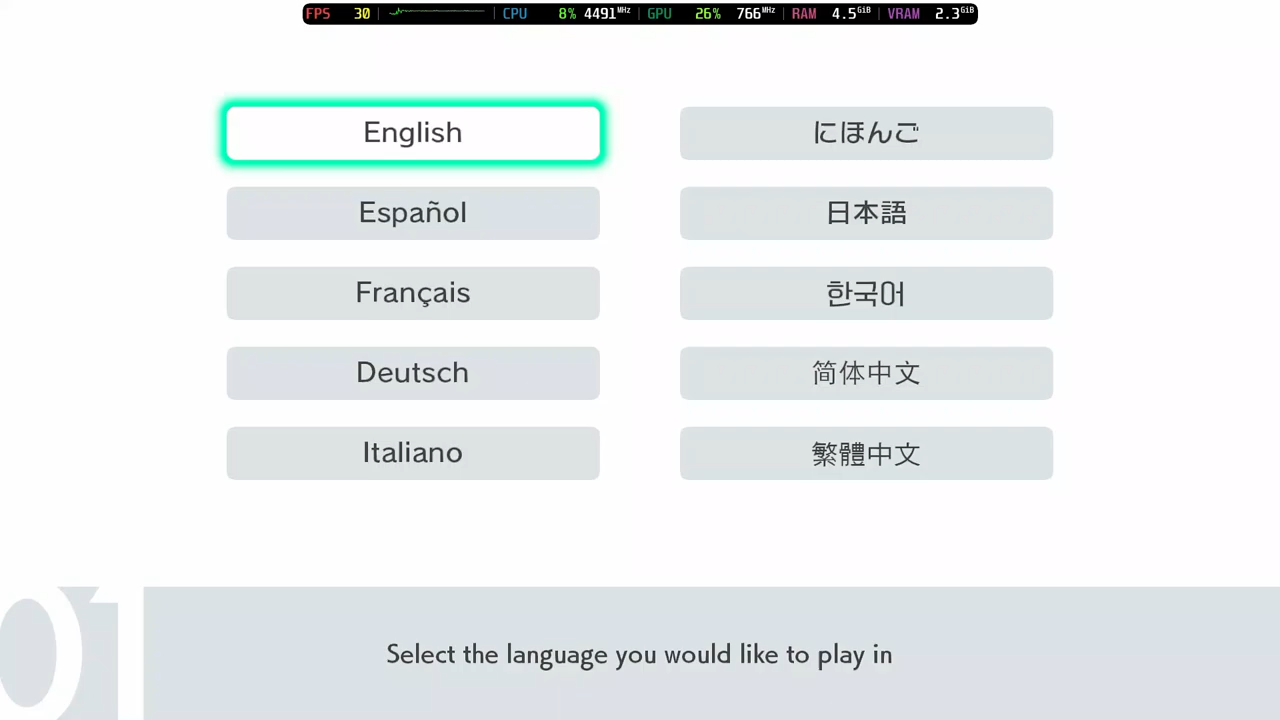 FPS 30 | CPU 8% 4491MHz | GPU 26% 766MHz | RAM 4.5GiB | VRAM 2.3GiB
English
にほんご
Español
日本語
Français
한국어
Deutsch
简体中文
Italiano
繁體中文
01
Select the language you would like to play in